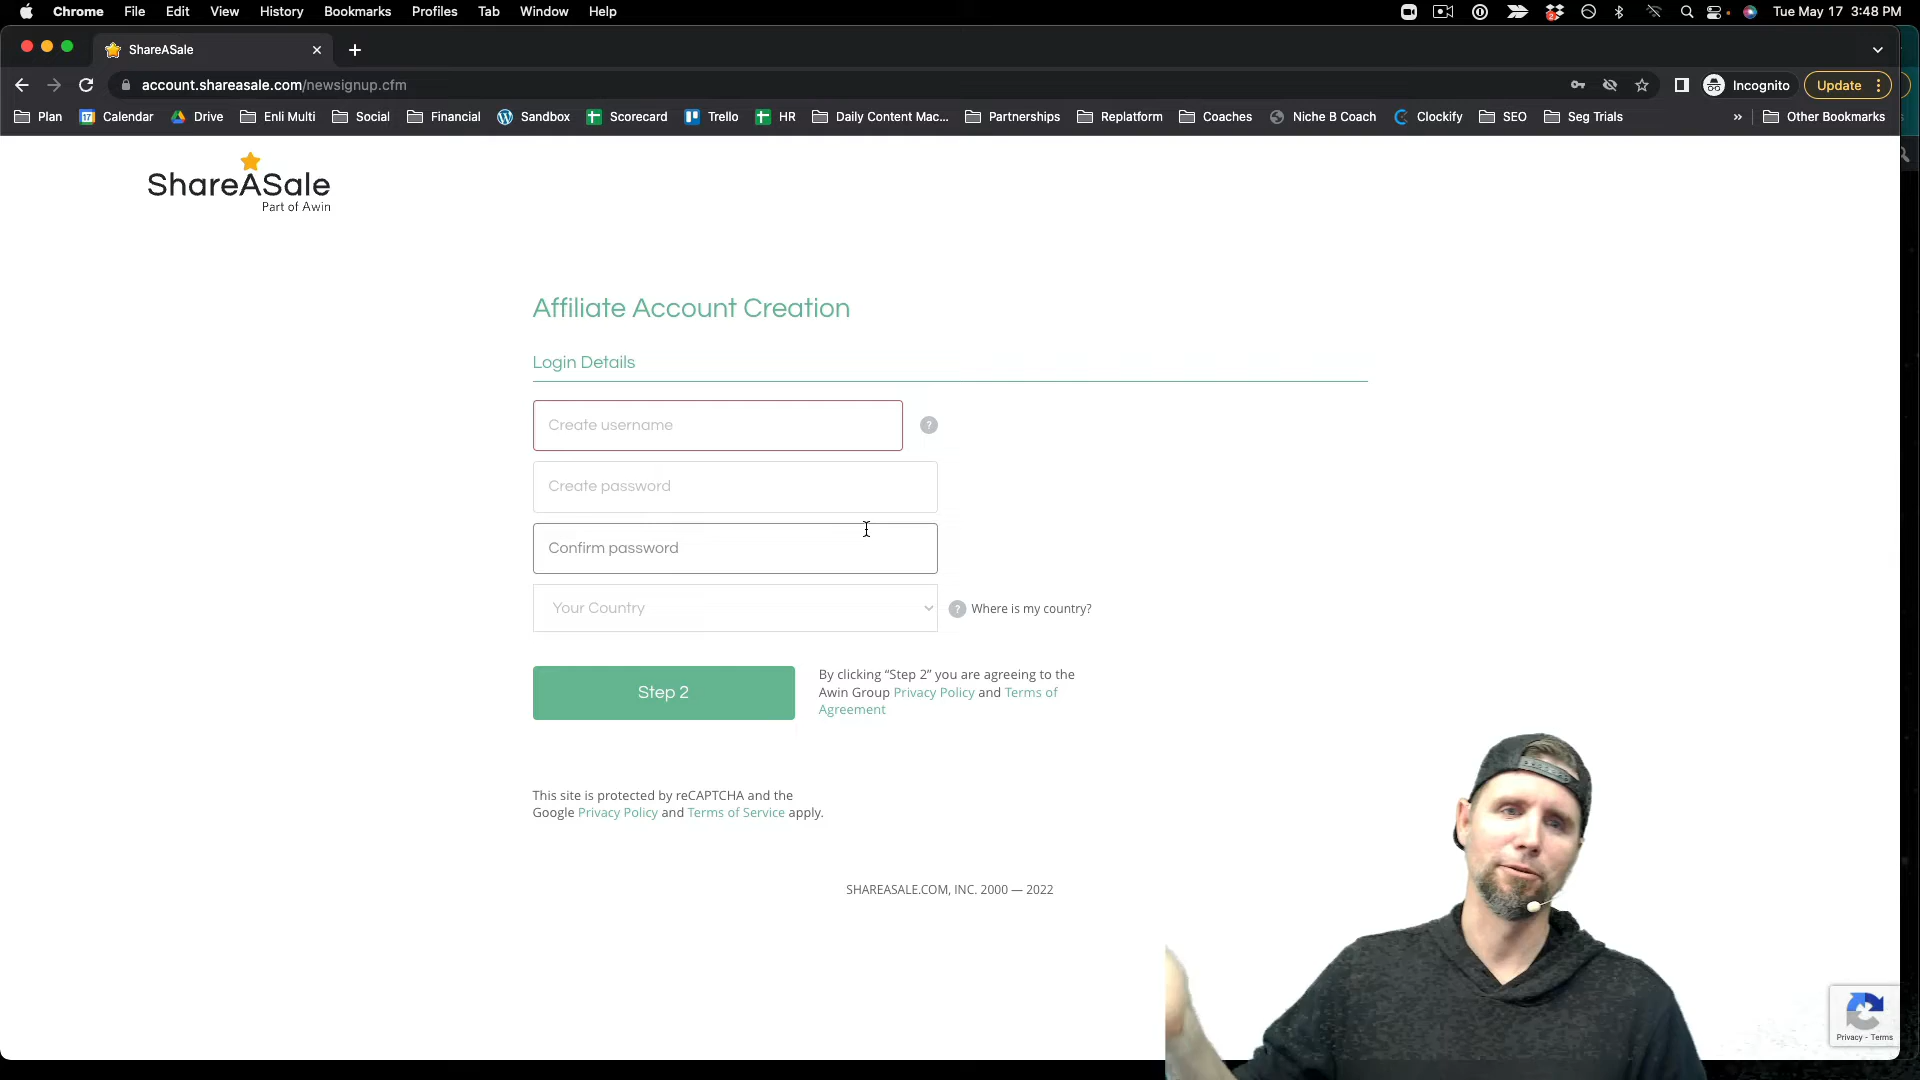 Chrome File Edit View History Bookmarks Profiles Tab Window Help
Tue May 17 3:48 PM
ShareASale
account.shareasale.com/newsignup.cfm
Incognito
Update
Plan Calendar Drive Enli Multi Social Financial Sandbox Scorecard Trello HR Daily Content Mac... Partnerships Replatform Coaches Niche B Coach Clockify SEO Seg Trials » Other Bookmarks
ShareASale
Part of Awin
Affiliate Account Creation
Login Details
Create username
?
Create password
Confirm password
Your Country
? Where is my country?
Step 2
By clicking “Step 2” you are agreeing to the
Awin Group Privacy Policy and Terms of
Agreement
This site is protected by reCAPTCHA and the
Google Privacy Policy and Terms of Service apply.
SHAREASALE.COM, INC. 2000 — 2022
Privacy - Terms